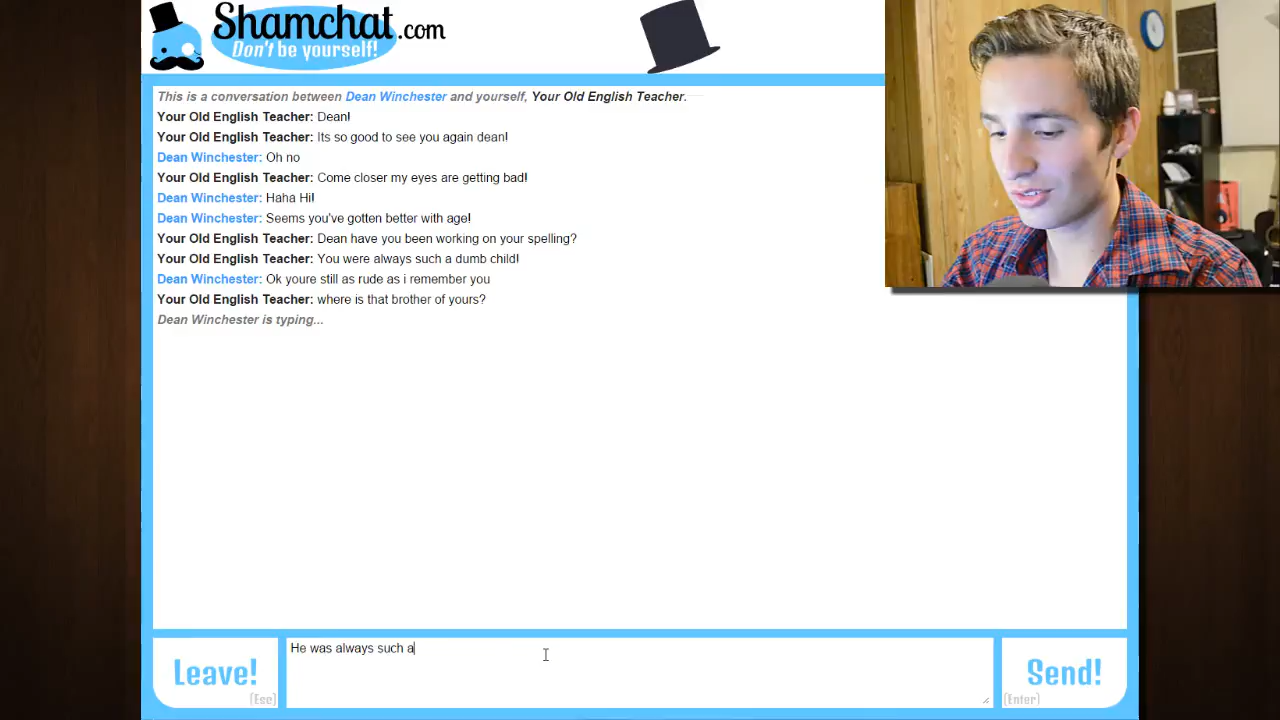 Shamchat.com
Don't be yourself!
This is a conversation between Dean Winchester and yourself, Your Old English Teacher.
Your Old English Teacher: Dean!
Your Old English Teacher: Its so good to see you again dean!
Dean Winchester: Oh no
Your Old English Teacher: Come closer my eyes are getting bad!
Dean Winchester: Haha Hi!
Dean Winchester: Seems you've gotten better with age!
Your Old English Teacher: Dean have you been working on your spelling?
Your Old English Teacher: You were always such a dumb child!
Dean Winchester: Ok youre still as rude as i remember you
Your Old English Teacher: where is that brother of yours?
Dean Winchester is typing...
He was always such a
Leave!
(Esc)
Send!
(Enter)